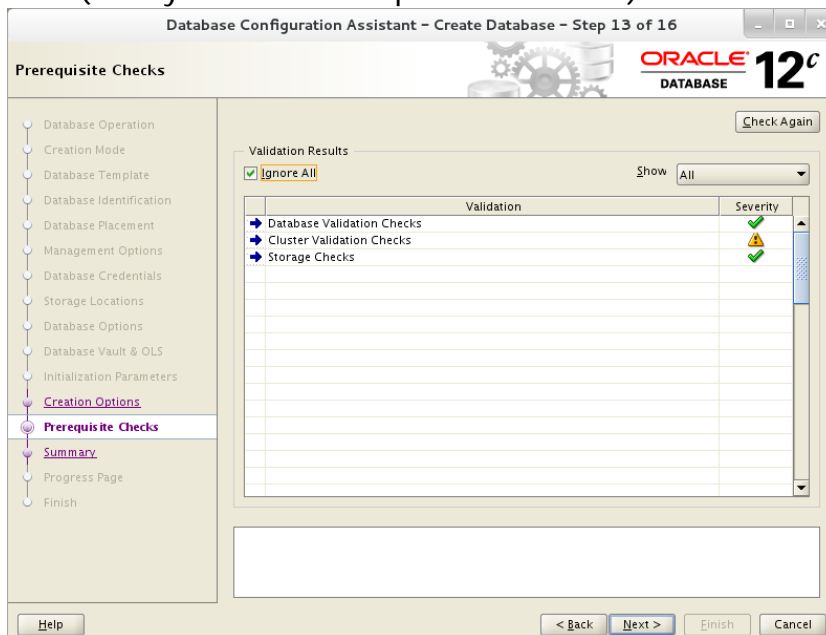 Database Configuration Assistant - Create Database - Step 13 of 16
Prerequisite Checks
ORACLE
DATABASE
12c
Database Operation
Creation Mode
Database Template
Database Identification
Database Placement
Management Options
Database Credentials
Storage Locations
Database Options
Database Vault & OLS
Initialization Parameters
Creation Options
Prerequisite Checks
Summary
Progress Page
Finish
Check Again
Validation Results
Ignore All
Show All
Validation Severity
Database Validation Checks
Cluster Validation Checks
Storage Checks
Help < Back Next > Finish Cancel